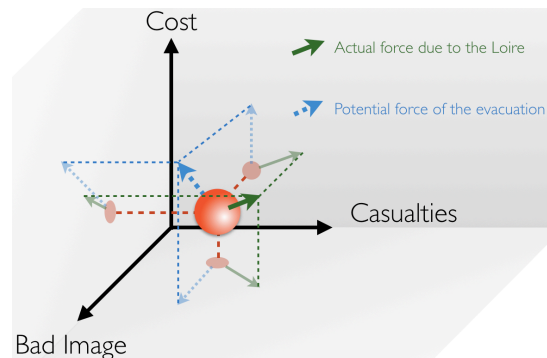 Cost
Actual force due to the Loire
Potential force of the evacuation
Casualties
Bad Image